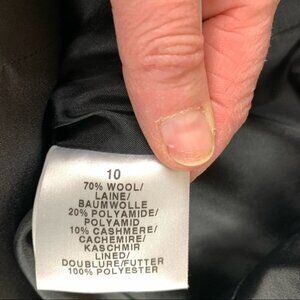 10
70% WOOL/
LAINE/
BAUMWOLLE
20% POLYAMIDE/
POLYAMID
10% CASHMERE/
CACHEMIRE/
KASCHMIR
LINED/
DOUBLURE/FUTTER
100% POLYESTER